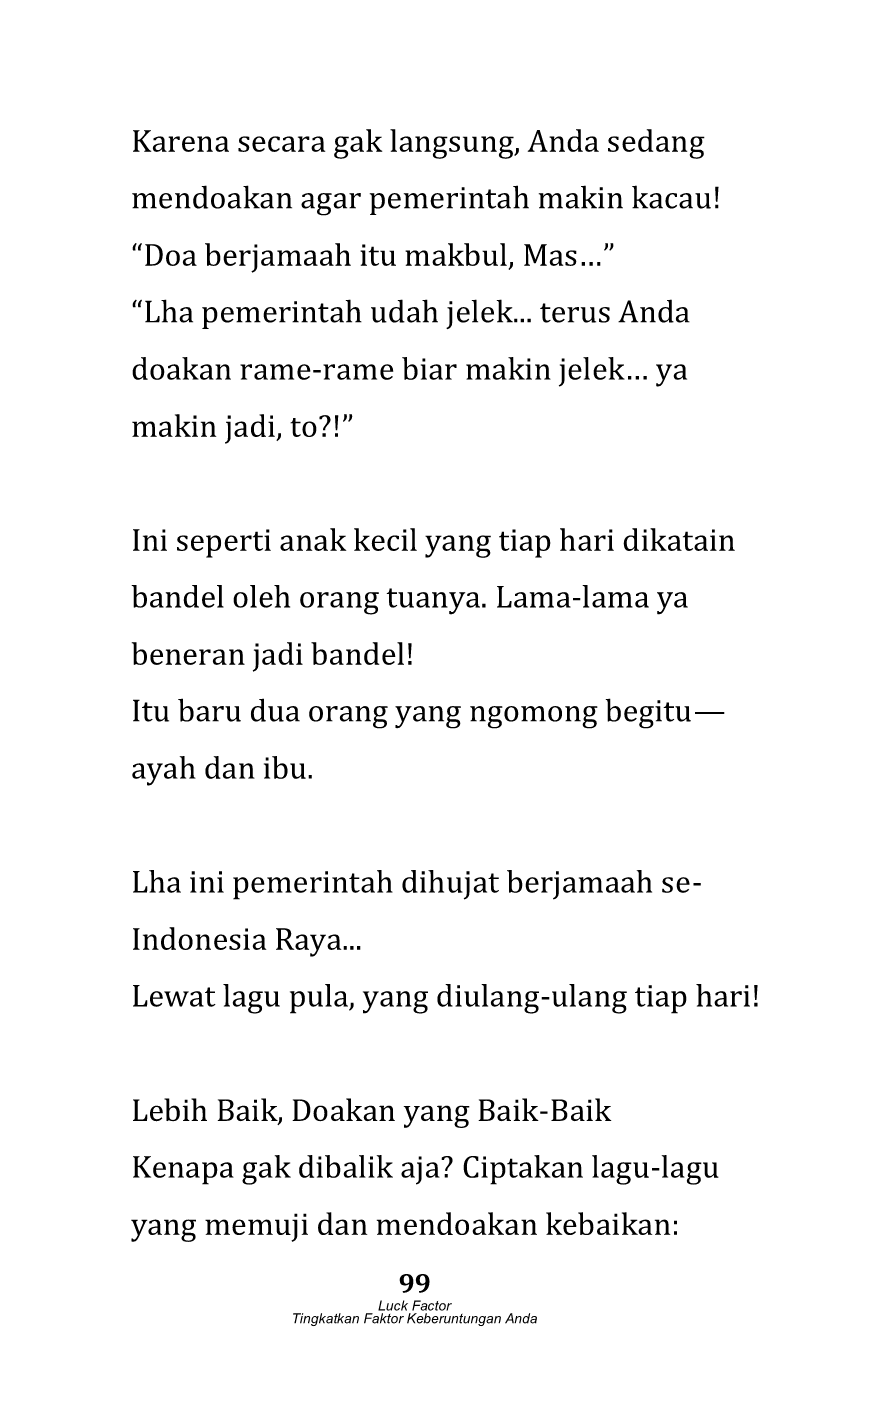 Karena secara gak langsung, Anda sedang
mendoakan agar pemerintah makin kacau!
“Doa berjamaah itu makbul, Mas…”
“Lha pemerintah udah jelek... terus Anda
doakan rame-rame biar makin jelek… ya
makin jadi, to?!”
Ini seperti anak kecil yang tiap hari dikatain
bandel oleh orang tuanya. Lama-lama ya
beneran jadi bandel!
Itu baru dua orang yang ngomong begitu—
ayah dan ibu.
Lha ini pemerintah dihujat berjamaah se-
Indonesia Raya...
Lewat lagu pula, yang diulang-ulang tiap hari!
Lebih Baik, Doakan yang Baik-Baik
Kenapa gak dibalik aja? Ciptakan lagu-lagu
yang memuji dan mendoakan kebaikan:
99
Luck Factor
Tingkatkan Faktor Keberuntungan Anda